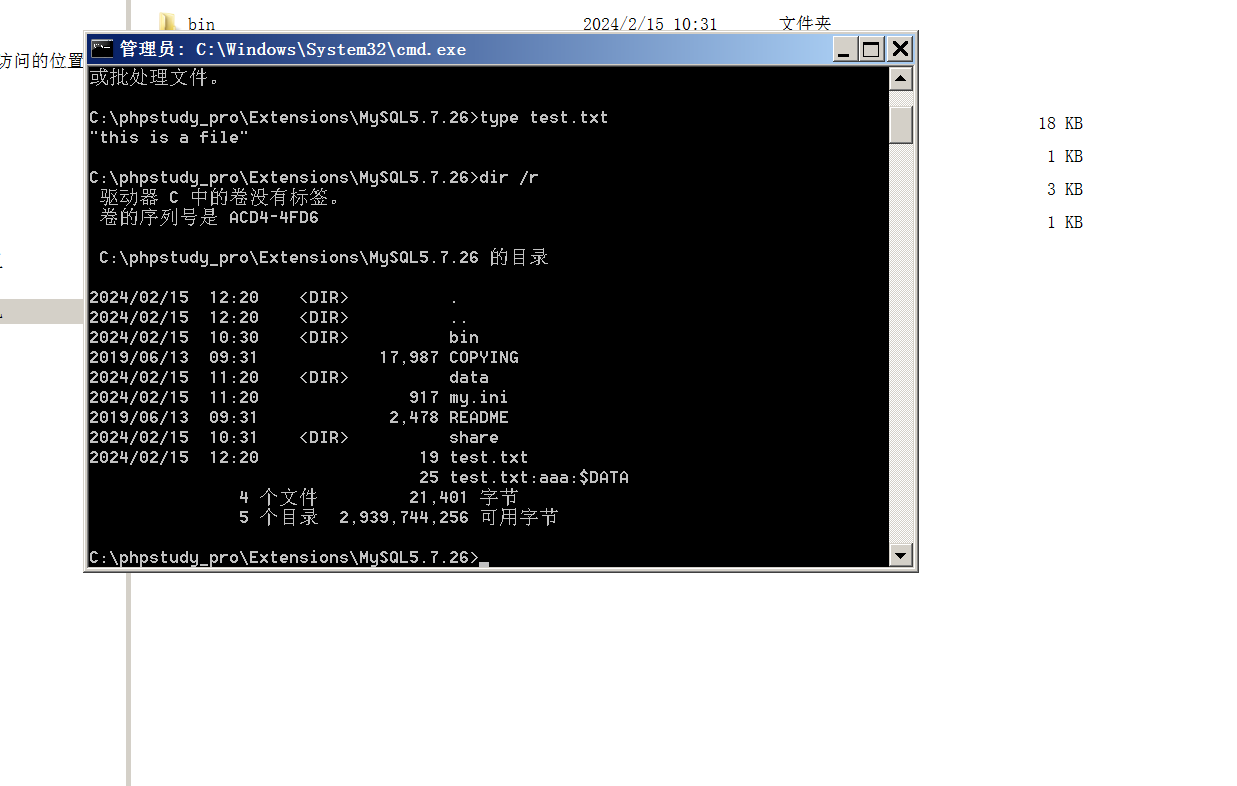 bin 2024/2/15 10:31 文件夹
访问的位置
管理员: C:\Windows\System32\cmd.exe
或批处理文件。
C:\phpstudy_pro\Extensions\MySQL5.7.26>type test.txt
"this is a file"
C:\phpstudy_pro\Extensions\MySQL5.7.26>dir /r
驱动器 C 中的卷没有标签。
卷的序列号是 ACD4-4FD6
C:\phpstudy_pro\Extensions\MySQL5.7.26 的目录
2024/02/15  12:20    <DIR>          .
2024/02/15  12:20    <DIR>          ..
2024/02/15  10:30    <DIR>          bin
2019/06/13  09:31            17,987 COPYING
2024/02/15  11:20    <DIR>          data
2024/02/15  11:20               917 my.ini
2019/06/13  09:31             2,478 README
2024/02/15  10:31    <DIR>          share
2024/02/15  12:20                19 test.txt
25 test.txt:aaa:$DATA
4 个文件         21,401 字节
5 个目录  2,939,744,256 可用字节
C:\phpstudy_pro\Extensions\MySQL5.7.26>
18 KB
1 KB
3 KB
1 KB